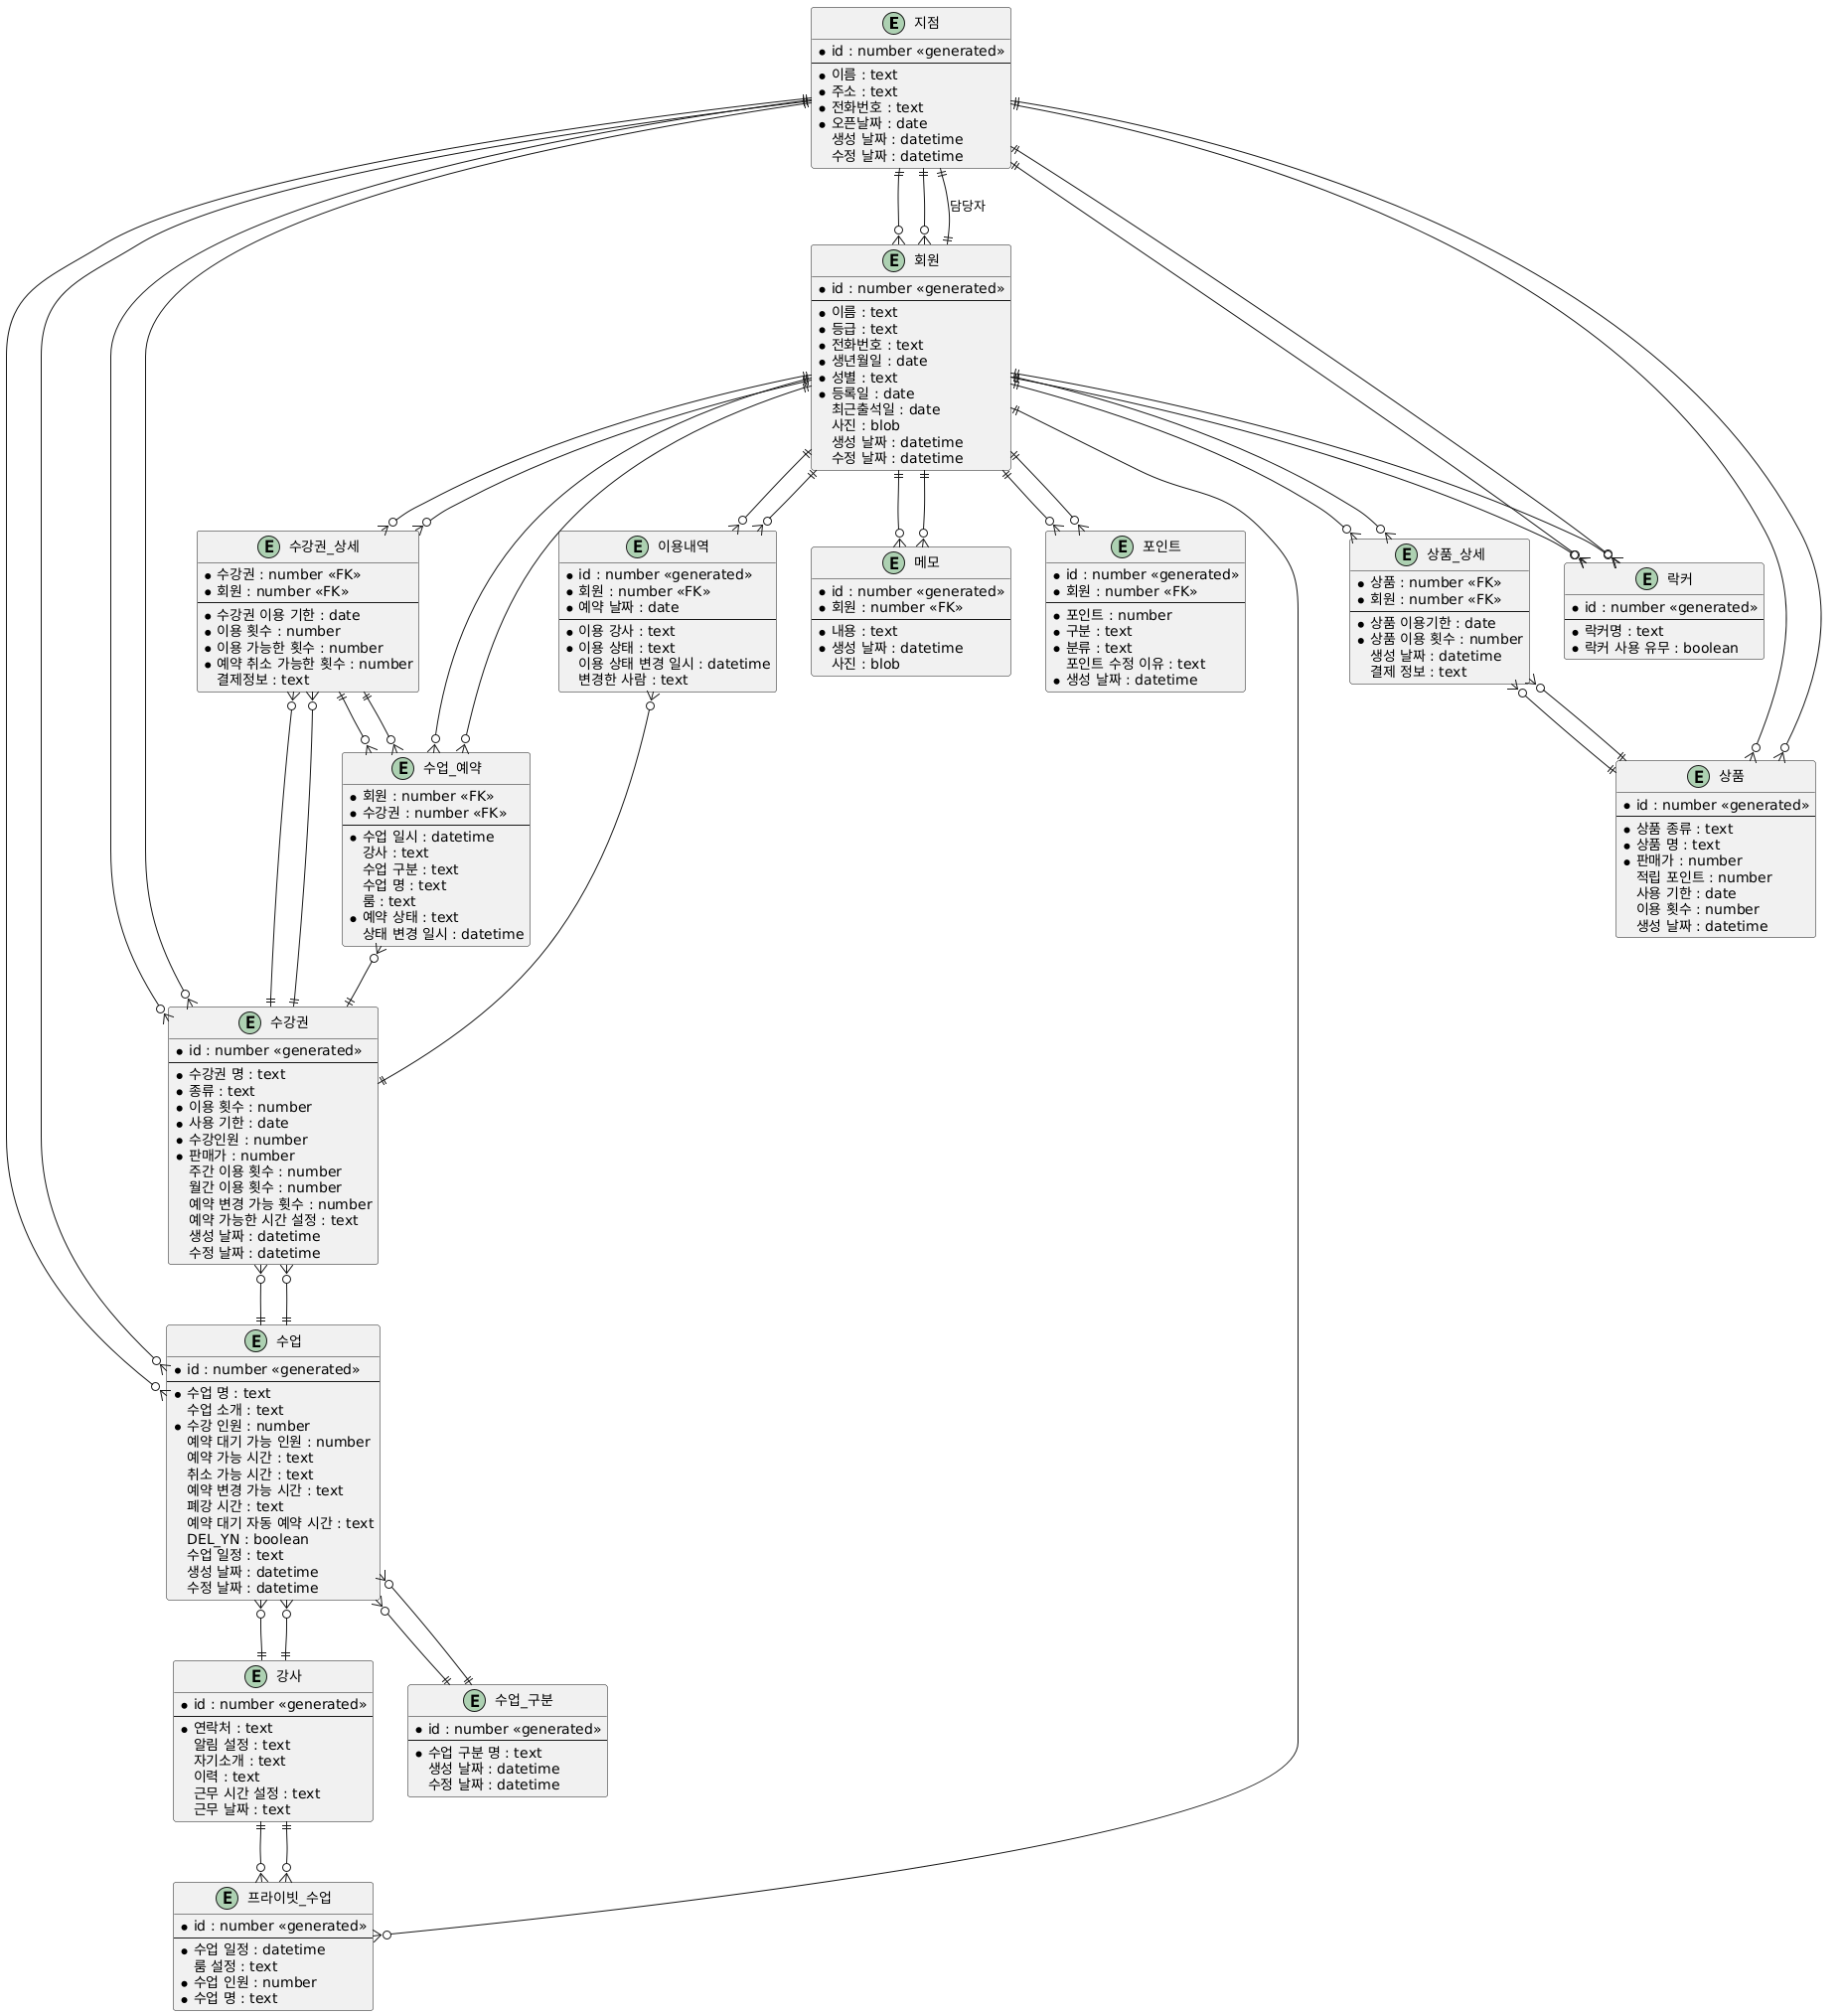 E 지점
id : number «generated»
이름 : text
주소 : text
전화번호 : text
오픈날짜 : date
생성 날짜 : datetime
수정 날짜 : datetime
담당자
E 회원
id : number «generated»
이름 : text
등급 : text
전화번호 : text
생년월일 : date
성별 : text
등록일 : date
최근출석일 : date
사진 : blob
생성 날짜 : datetime
수정 날짜 : datetime
E 수강권_상세
수강권 : number «FK»
회원 : number «FK»
수강권 이용 기한 : date
이용 횟수 : number
이용 가능한 횟수 : number
예약 취소 가능한 횟수 : number
결제정보 : text
E 이용내역
id : number «generated»
회원 : number «FK»
예약 날짜 : date
이용 강사 : text
이용 상태 : text
이용 상태 변경 일시 : datetime
변경한 사람 : text
E 메모
id : number «generated»
회원 : number «FK»
내용 : text
생성 날짜 : datetime
사진 : blob
E 포인트
id : number «generated»
회원 : number «FK»
포인트 : number
구분 : text
분류 : text
포인트 수정 이유 : text
생성 날짜 : datetime
E 상품_상세
상품 : number «FK»
회원 : number «FK»
상품 이용기한 : date
상품 이용 횟수 : number
생성 날짜 : datetime
결제 정보 : text
E 락커
id : number «generated»
락커명 : text
락커 사용 유무 : boolean
E 수업_예약
회원 : number «FK»
수강권 : number «FK»
수업 일시 : datetime
강사 : text
수업 구분 : text
수업 명 : text
룸 : text
예약 상태 : text
상태 변경 일시 : datetime
E 상품
id : number «generated»
상품 종류 : text
상품 명 : text
판매가 : number
적립 포인트 : number
사용 기한 : date
이용 횟수 : number
생성 날짜 : datetime
E 수강권
id : number «generated»
수강권 명 : text
종류 : text
이용 횟수 : number
사용 기한 : date
수강인원 : number
판매가 : number
주간 이용 횟수 : number
월간 이용 횟수 : number
예약 변경 가능 횟수 : number
예약 가능한 시간 설정 : text
생성 날짜 : datetime
수정 날짜 : datetime
E 수업
id : number «generated»
수업 명 : text
수업 소개 : text
수강 인원 : number
예약 대기 가능 인원 : number
예약 가능 시간 : text
취소 가능 시간 : text
예약 변경 가능 시간 : text
폐강 시간 : text
예약 대기 자동 예약 시간 : text
DEL_YN : boolean
수업 일정 : text
생성 날짜 : datetime
수정 날짜 : datetime
E 강사
id : number «generated»
연락처 : text
알림 설정 : text
자기소개 : text
이력 : text
근무 시간 설정 : text
근무 날짜 : text
E 수업_구분
id : number «generated»
수업 구분 명 : text
생성 날짜 : datetime
수정 날짜 : datetime
E 프라이빗_수업
id : number «generated»
수업 일정 : datetime
룸 설정 : text
수업 인원 : number
수업 명 : text